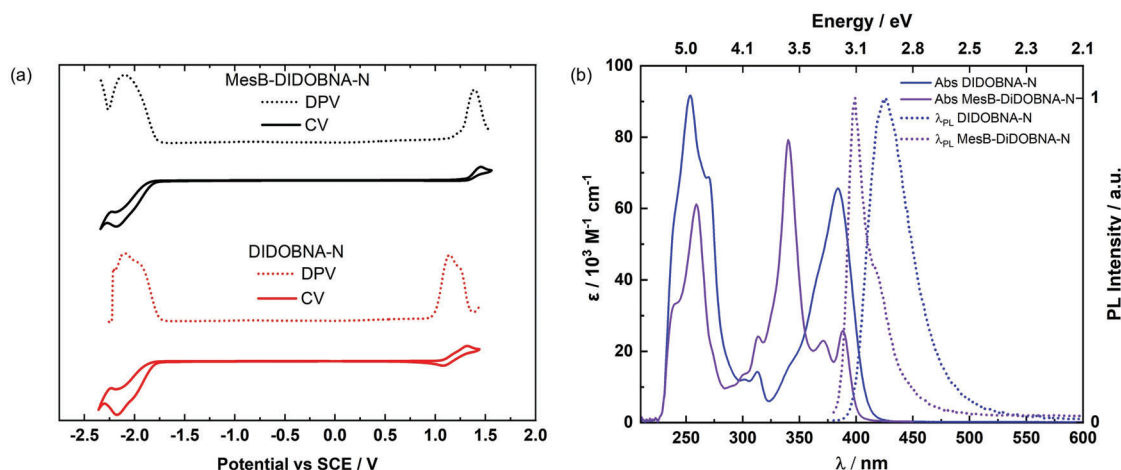 (a)
MesB-DIDOBNA-N
DPV
CV
DIDOBNA-N
DPV
CV
-2.5 -2.0 -1.5 -1.0 -0.5 0.0 0.5 1.0 1.5 2.0
Potential vs SCE / V
Energy / eV
5.0 4.1 3.5 3.1 2.8 2.5 2.3 2.1
(b)
Abs DIDOBNA-N
Abs MesB-DiDOBNA-N
λPL DIDOBNA-N
λPL MesB-DiDOBNA-N
100
80
60
40
20
0
ε / 10³ M⁻¹ cm⁻¹
1
0
PL Intensity / a.u.
250 300 350 400 450 500 550 600
λ / nm